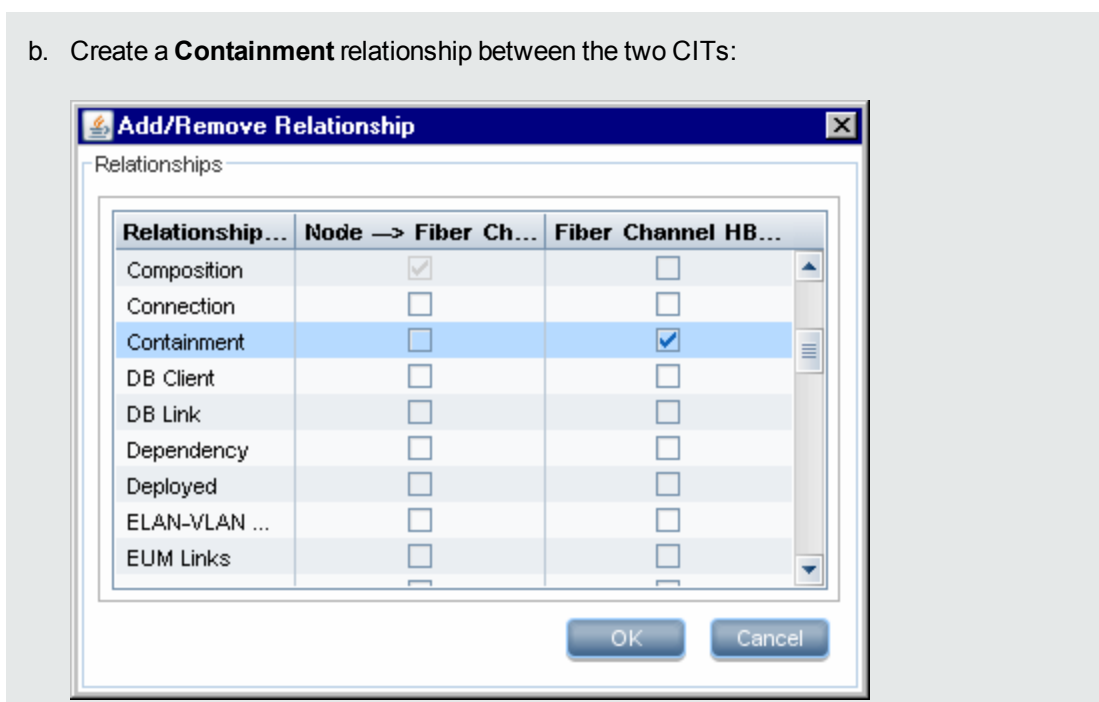 b. Create a Containment relationship between the two CITs:
Add/Remove Relationship
Relationships
Relationship... Node —> Fiber Ch... Fiber Channel HB...
Composition
Connection
Containment
DB Client
DB Link
Dependency
Deployed
ELAN-VLAN ...
EUM Links
OK Cancel